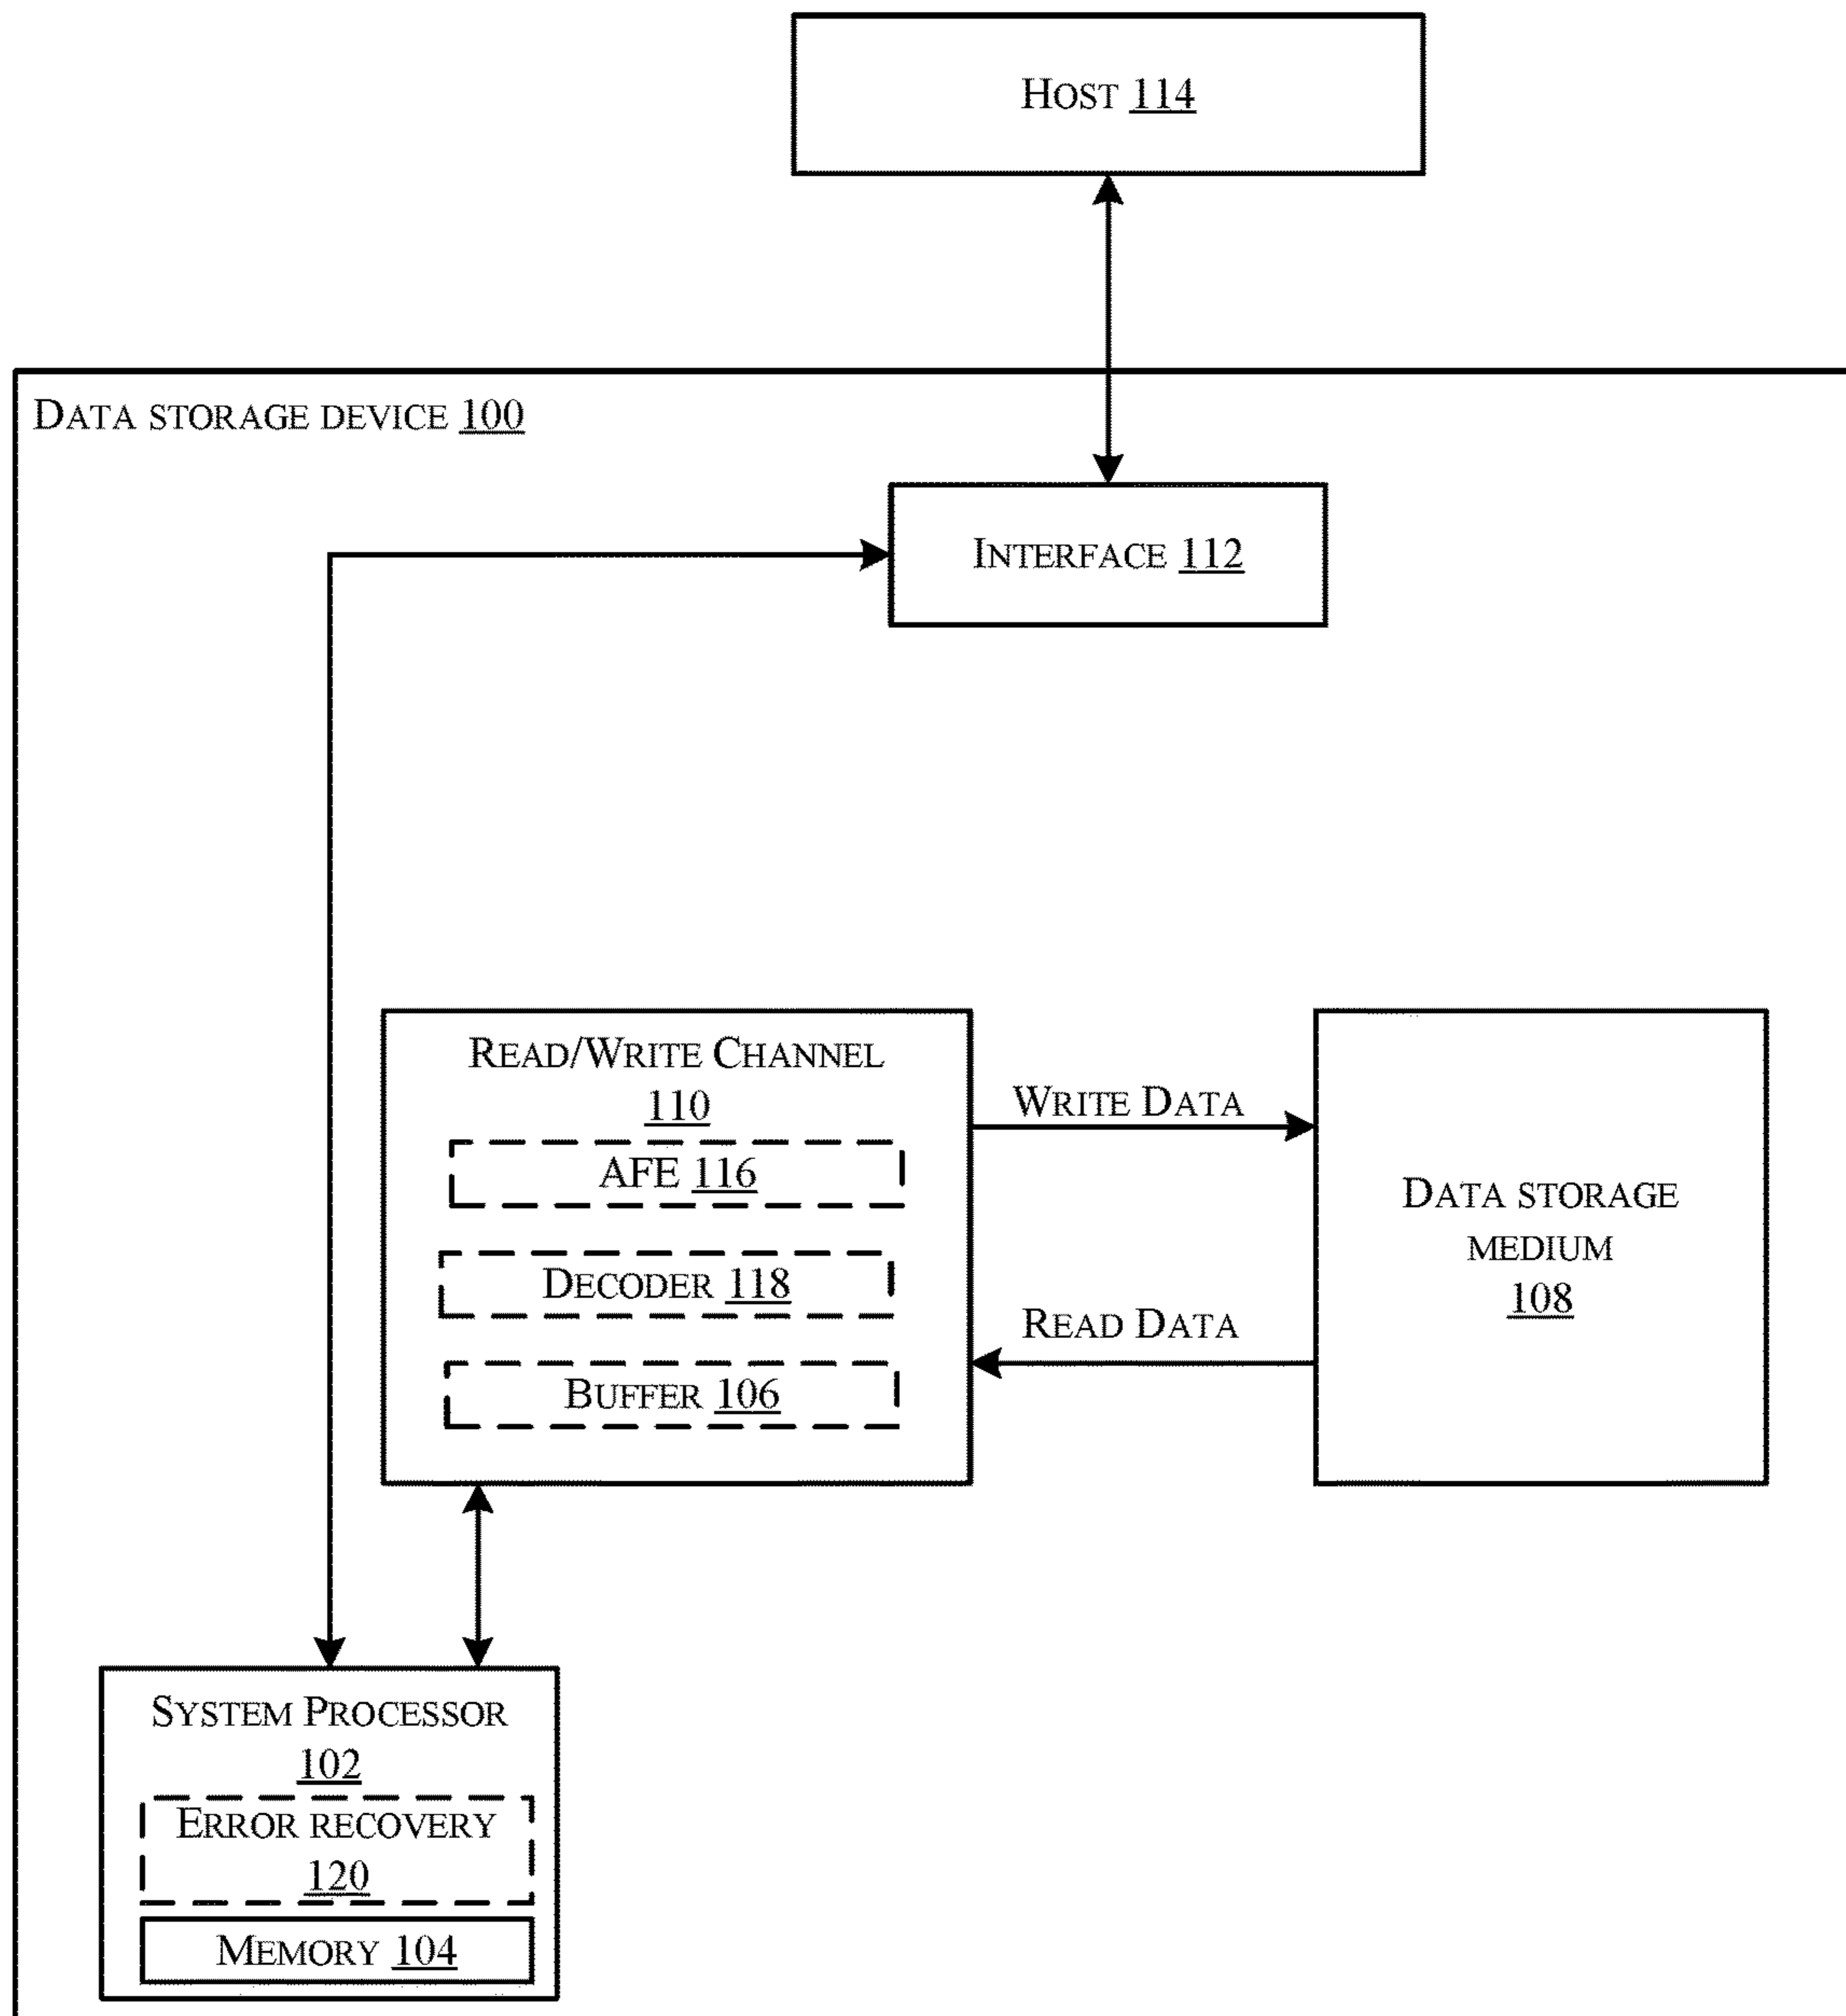 HOST 114
DATA STORAGE DEVICE 100
INTERFACE 112
READ/WRITE CHANNEL
110
AFE 116
DECODER 118
BUFFER 106
WRITE DATA
READ DATA
DATA STORAGE
MEDIUM
108
SYSTEM PROCESSOR
102
ERROR RECOVERY
120
MEMORY 104